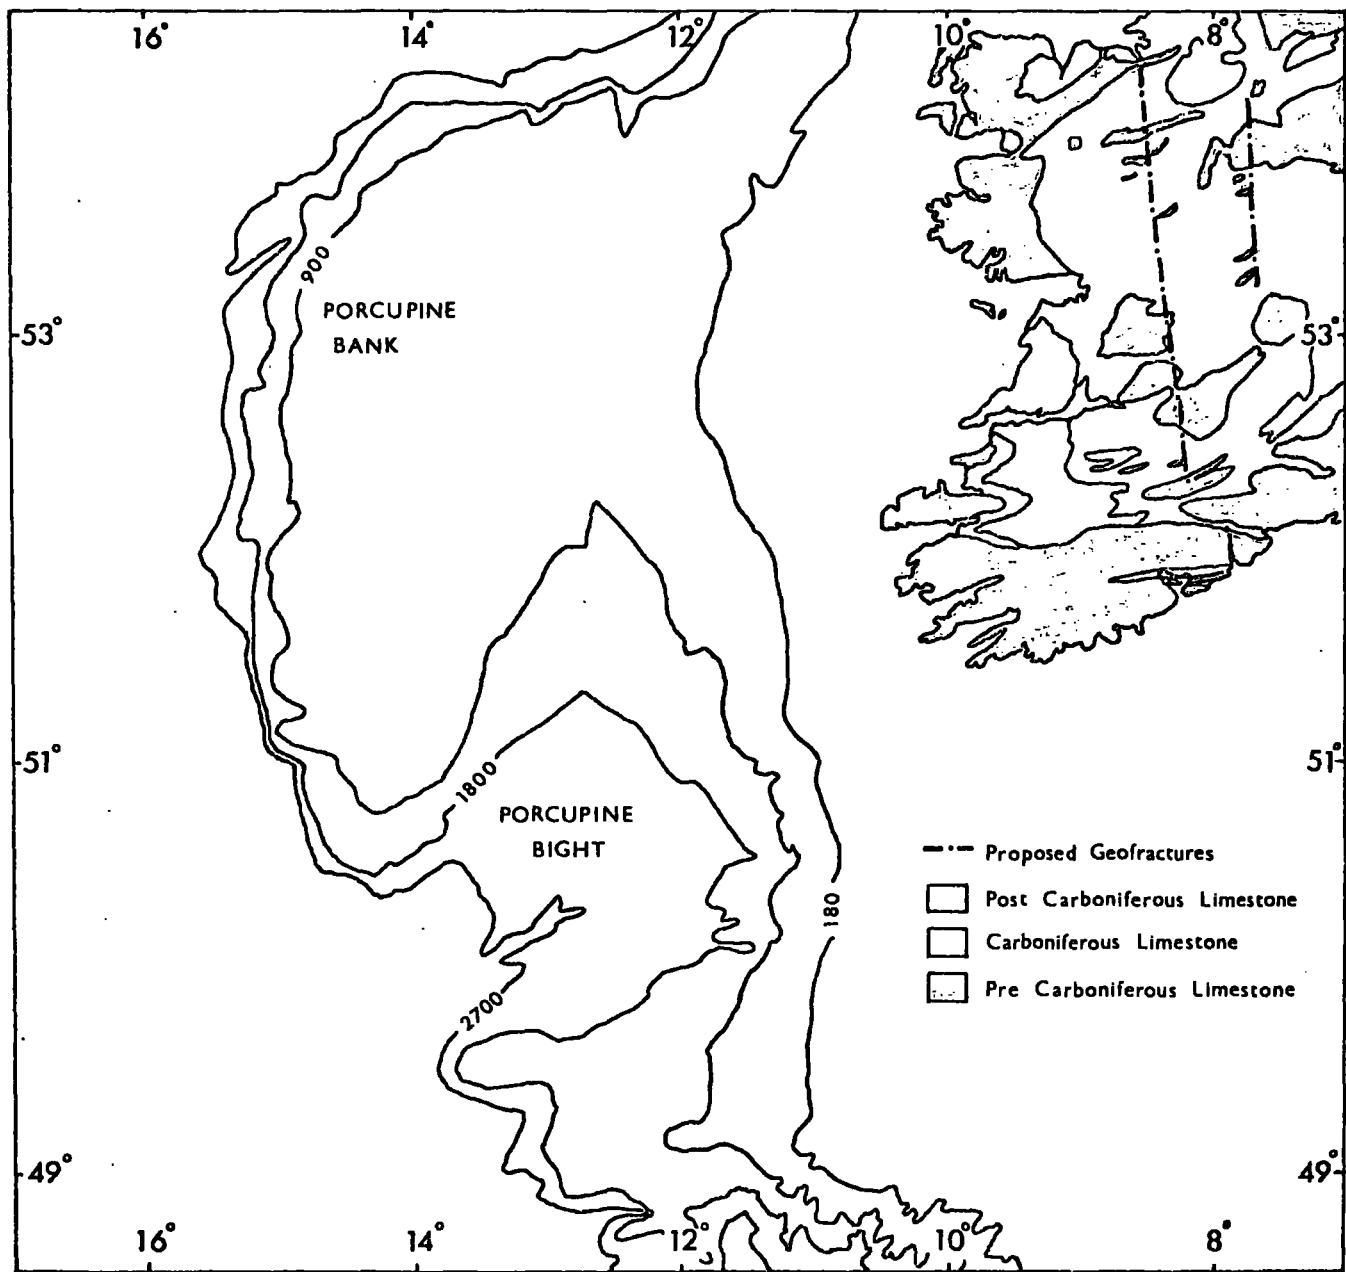 16° 14° 12° 10° 8°
900
PORCUPINE
BANK
53° 53°
51° 51°
1800
PORCUPINE
BIGHT
Proposed Geofractures
180
Post Carboniferous Limestone
Carboniferous Limestone
Pre Carboniferous Limestone
2700
49° 49°
16° 14° 12° 10° 8°